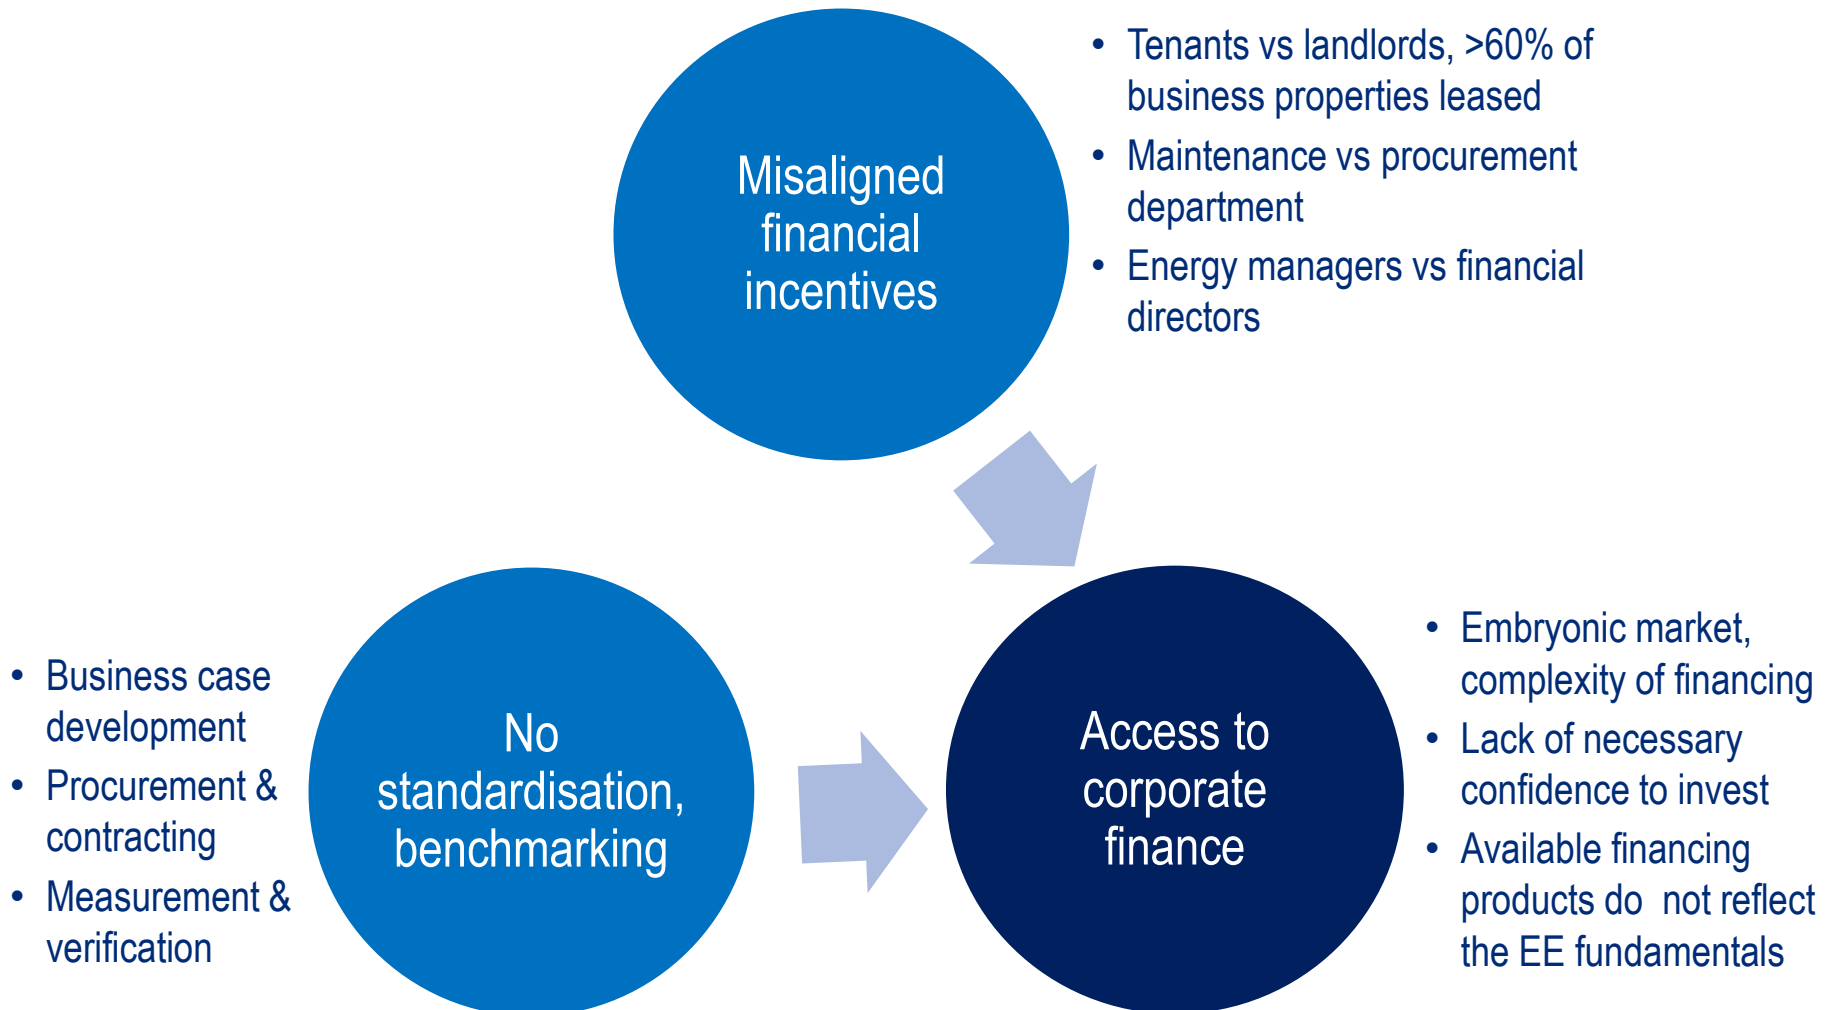 Misaligned
financial
incentives
• Tenants vs landlords, >60% of
business properties leased
• Maintenance vs procurement
department
• Energy managers vs financial
directors
• Business case
development
• Procurement &
contracting
• Measurement &
verification
No
standardisation,
benchmarking
Access to
corporate
finance
• Embryonic market,
complexity of financing
• Lack of necessary
confidence to invest
• Available financing
products do  not reflect
the EE fundamentals